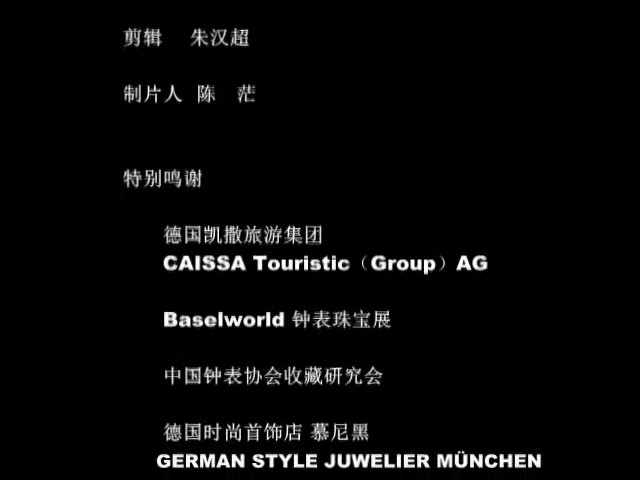 剪辑 朱汉超
制片人 陈 茫
特别鸣谢
德国凯撒旅游集团
CAISSA Touristic（Group）AG
Baselworld 钟表珠宝展
中国钟表协会收藏研究会
德国时尚首饰店 慕尼黑
GERMAN STYLE JUWELIER MÜNCHEN